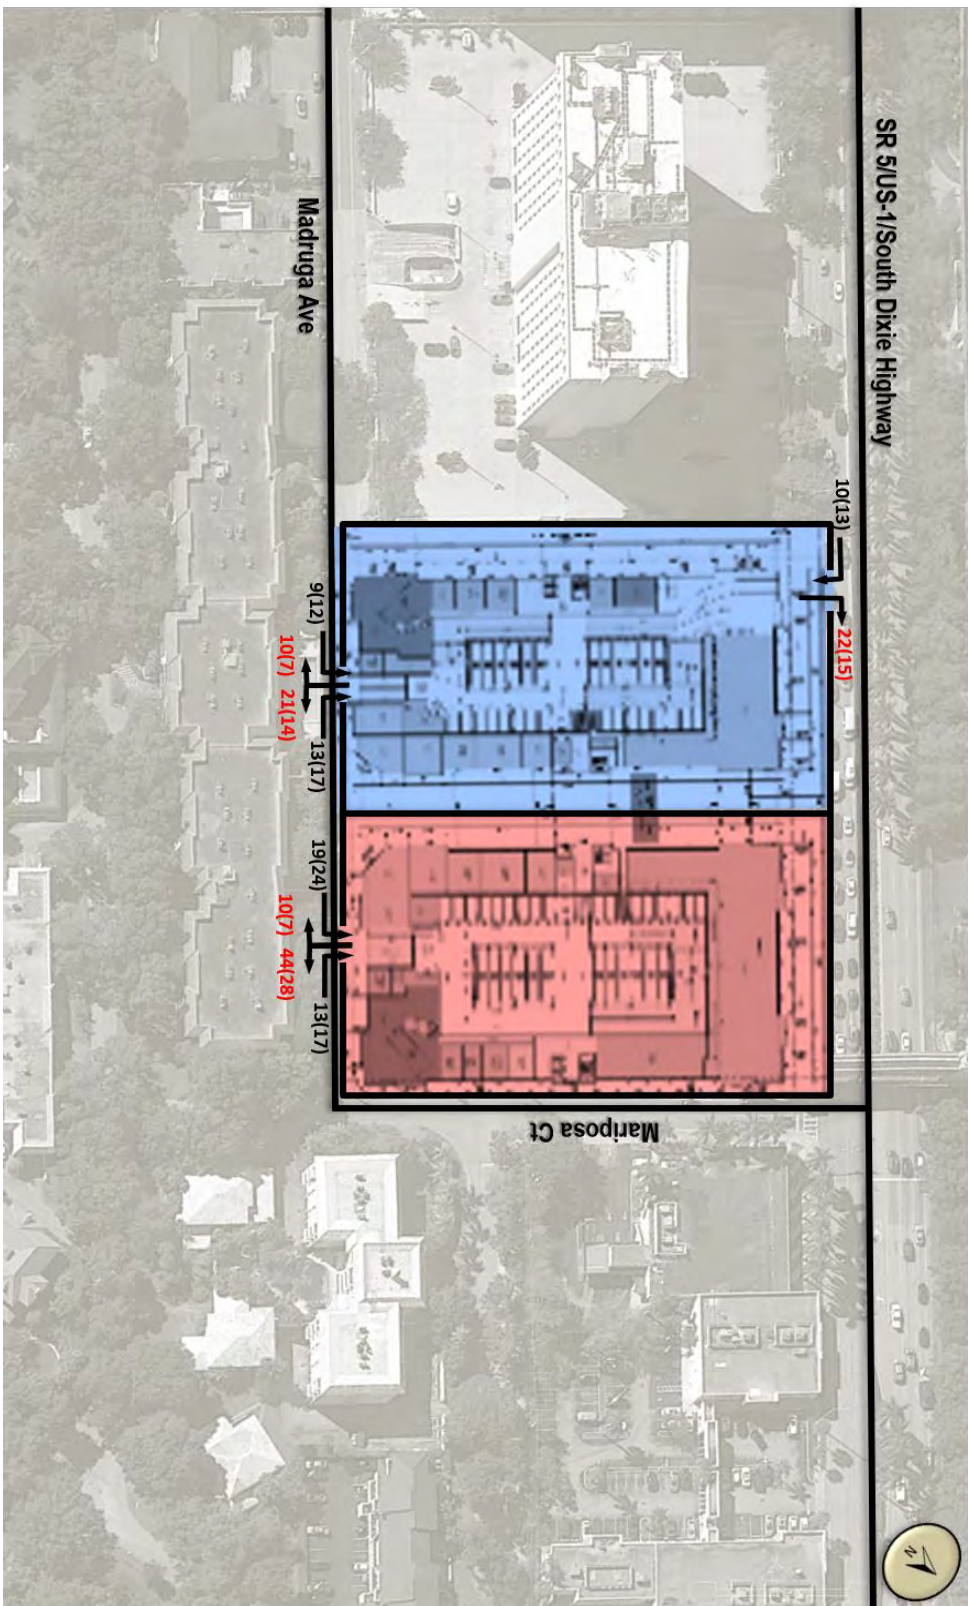 SR 5/US-1/South Dixie Highway
Madruga Ave
10(13)
22(15)
9(12)
10(7)
21(14)
13(17)
19(24)
10(7)
44(28)
13(17)
Mariposa Ct
N